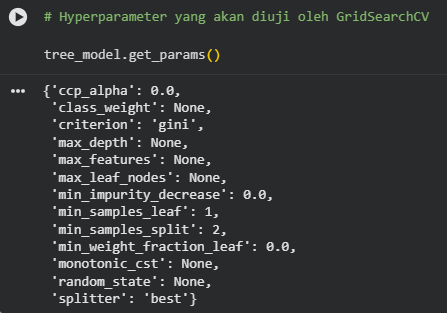 # Hyperparameter yang akan diuji oleh GridSearchCV
tree_model.get_params()
{'ccp_alpha': 0.0,
'class_weight': None,
'criterion': 'gini',
'max_depth': None,
'max_features': None,
'max_leaf_nodes': None,
'min_impurity_decrease': 0.0,
'min_samples_leaf': 1,
'min_samples_split': 2,
'min_weight_fraction_leaf': 0.0,
'monotonic_cst': None,
'random_state': None,
'splitter': 'best'}